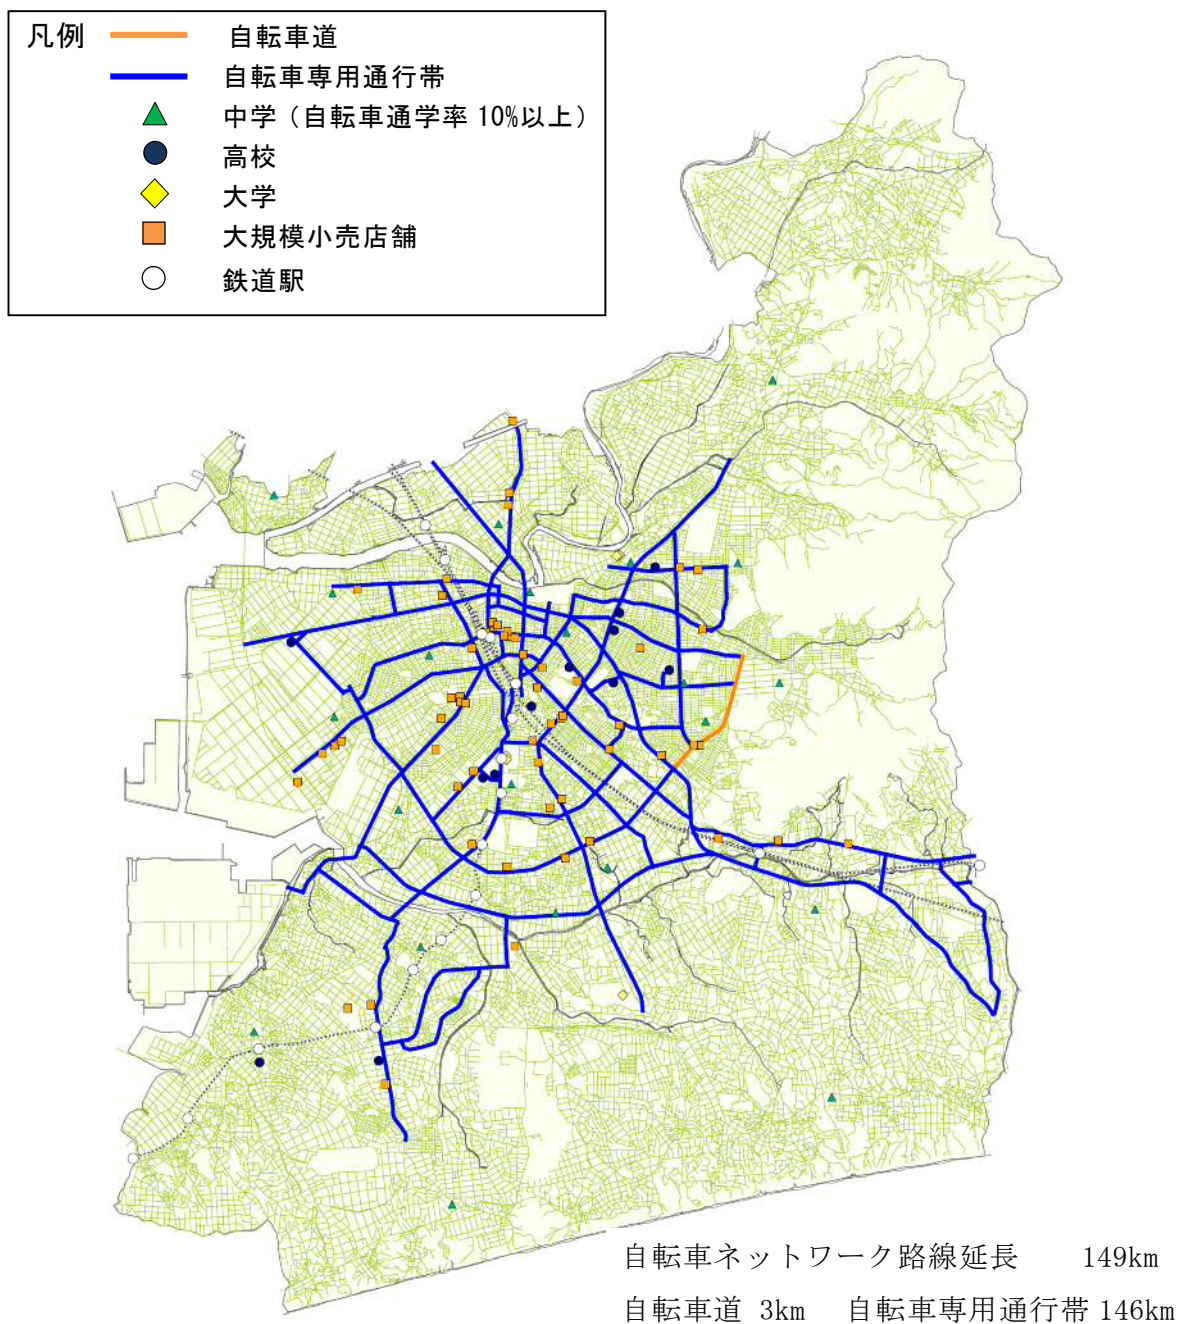 凡例 自転車道
自転車専用通行帯
中学（自転車通学率 10%以上）
高校
大学
大規模小売店舗
鉄道駅
自転車ネットワーク路線延長 149km
自転車道 3km 自転車専用通行帯 146km